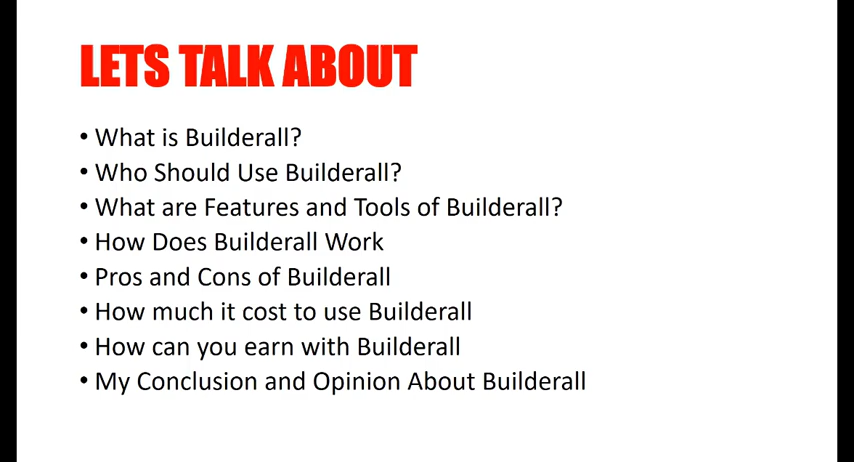 LETS TALK ABOUT
• What is Builderall?
• Who Should Use Builderall?
• What are Features and Tools of Builderall?
• How Does Builderall Work
• Pros and Cons of Builderall
• How much it cost to use Builderall
• How can you earn with Builderall
• My Conclusion and Opinion About Builderall